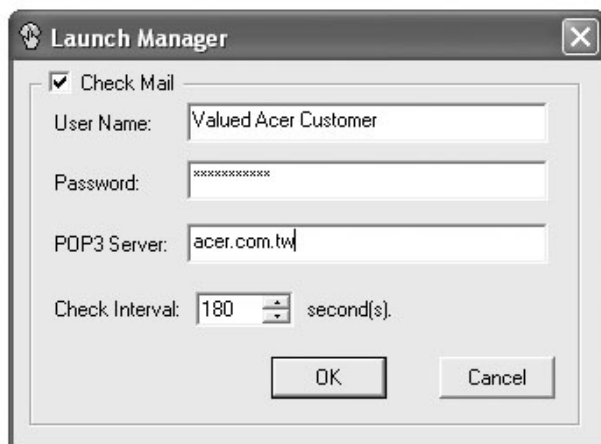 Launch Manager
Check Mail
User Name: Valued Acer Customer
Password: xxxxxxxxxxx
POP3 Server: acer.com.tw
Check Interval: 180 second(s).
OK Cancel